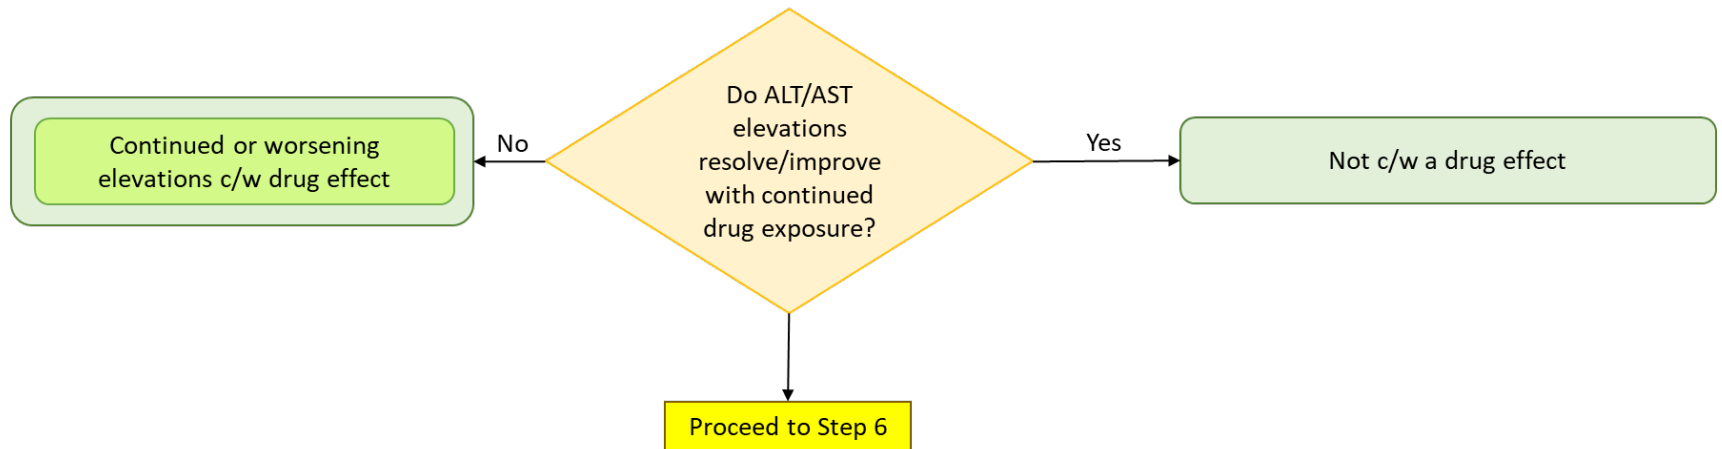 Continued or worsening
elevations c/w drug effect
No
Do ALT/AST
elevations
resolve/improve
with continued
drug exposure?
Yes
Not c/w a drug effect
Proceed to Step 6